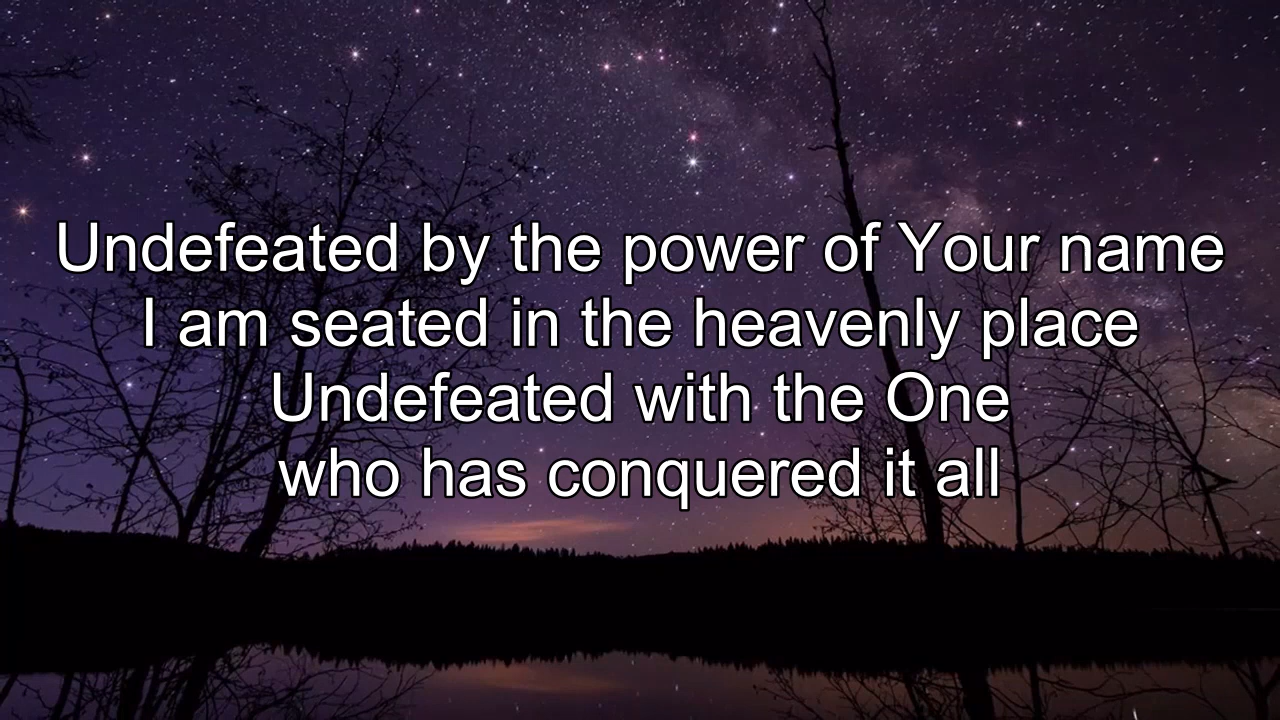 Undefeated by the power of Your name
I am seated in the heavenly place
Undefeated with the One
who has conquered it all